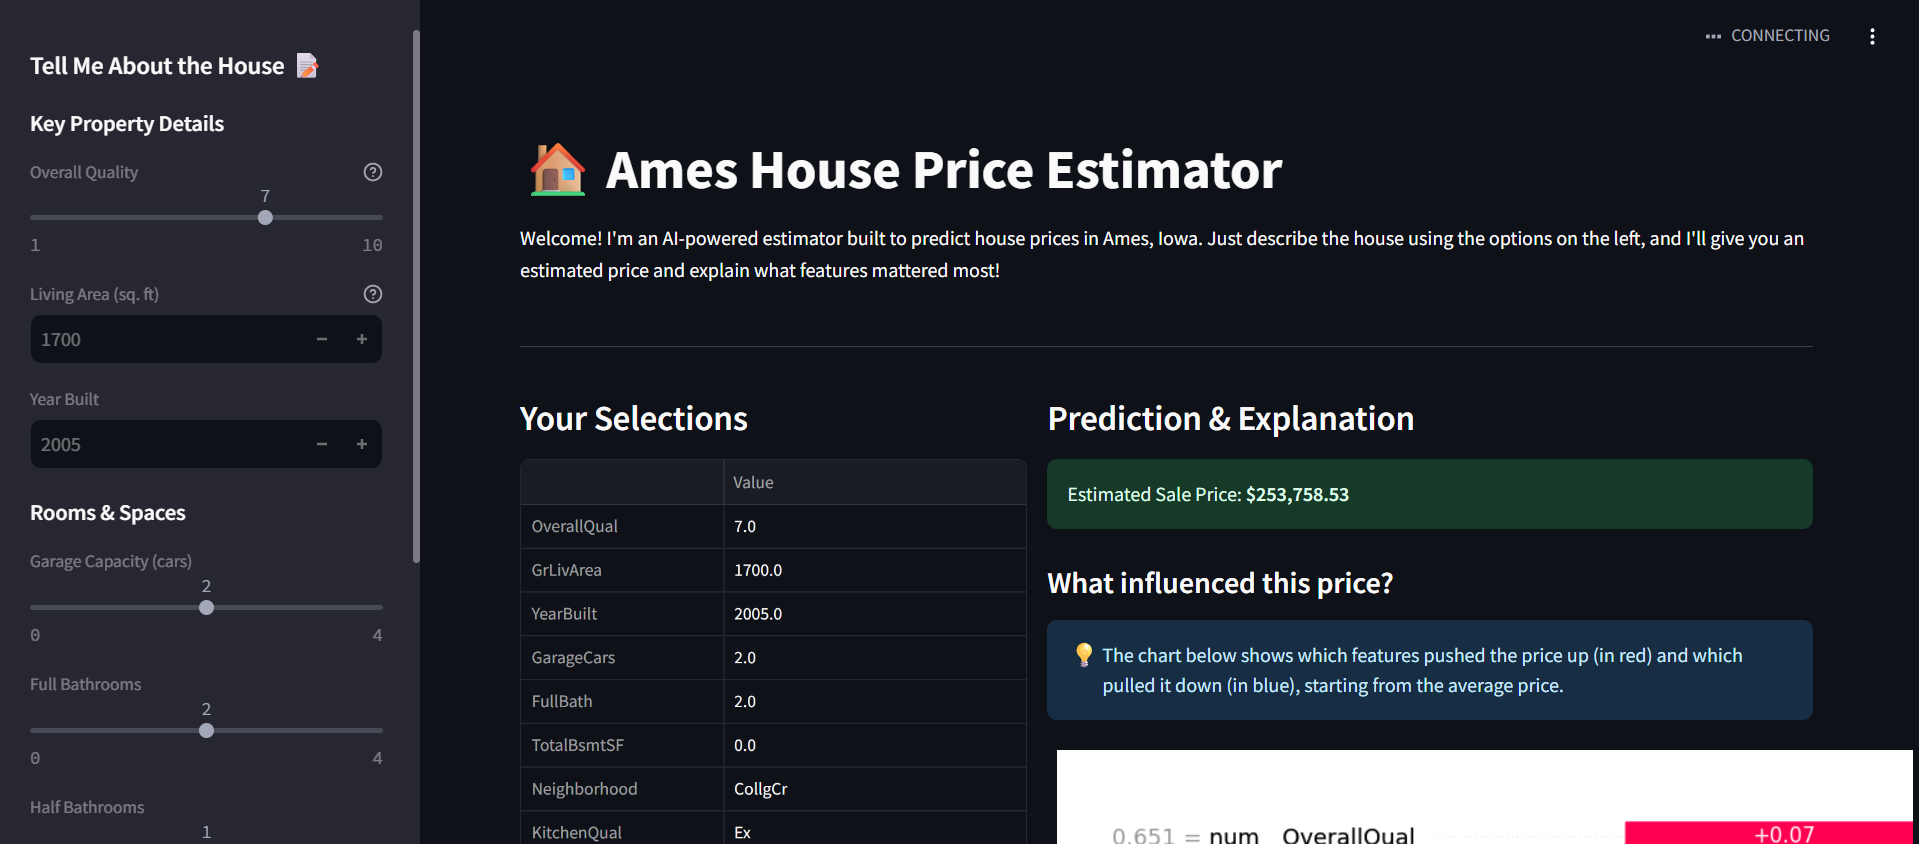 Tell Me About the House
Key Property Details
Overall Quality
7
1 10
Living Area (sq. ft)
1700
Year Built
2005
Rooms & Spaces
Garage Capacity (cars)
2
0 4
Full Bathrooms
2
0 4
Half Bathrooms
1
CONNECTING
Ames House Price Estimator
Welcome! I'm an AI-powered estimator built to predict house prices in Ames, Iowa. Just describe the house using the options on the left, and I'll give you an
estimated price and explain what features mattered most!
Your Selections
Value
OverallQual 7.0
GrLivArea 1700.0
YearBuilt 2005.0
GarageCars 2.0
FullBath 2.0
TotalBsmtSF 0.0
Neighborhood CollgCr
KitchenQual Ex
Prediction & Explanation
Estimated Sale Price: $253,758.53
What influenced this price?
The chart below shows which features pushed the price up (in red) and which
pulled it down (in blue), starting from the average price.
0.651 = num__OverallQual +0.07